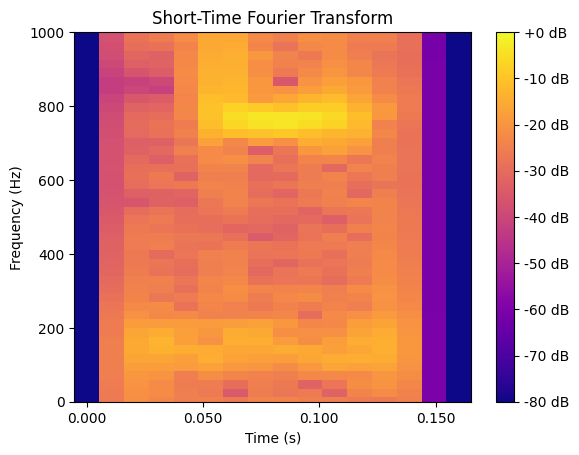 Short-Time Fourier Transform
1000
800
600
400
200
0
Frequency (Hz)
0.000
0.050
0.100
0.150
Time (s)
+0 dB
-10 dB
-20 dB
-30 dB
-40 dB
-50 dB
-60 dB
-70 dB
-80 dB